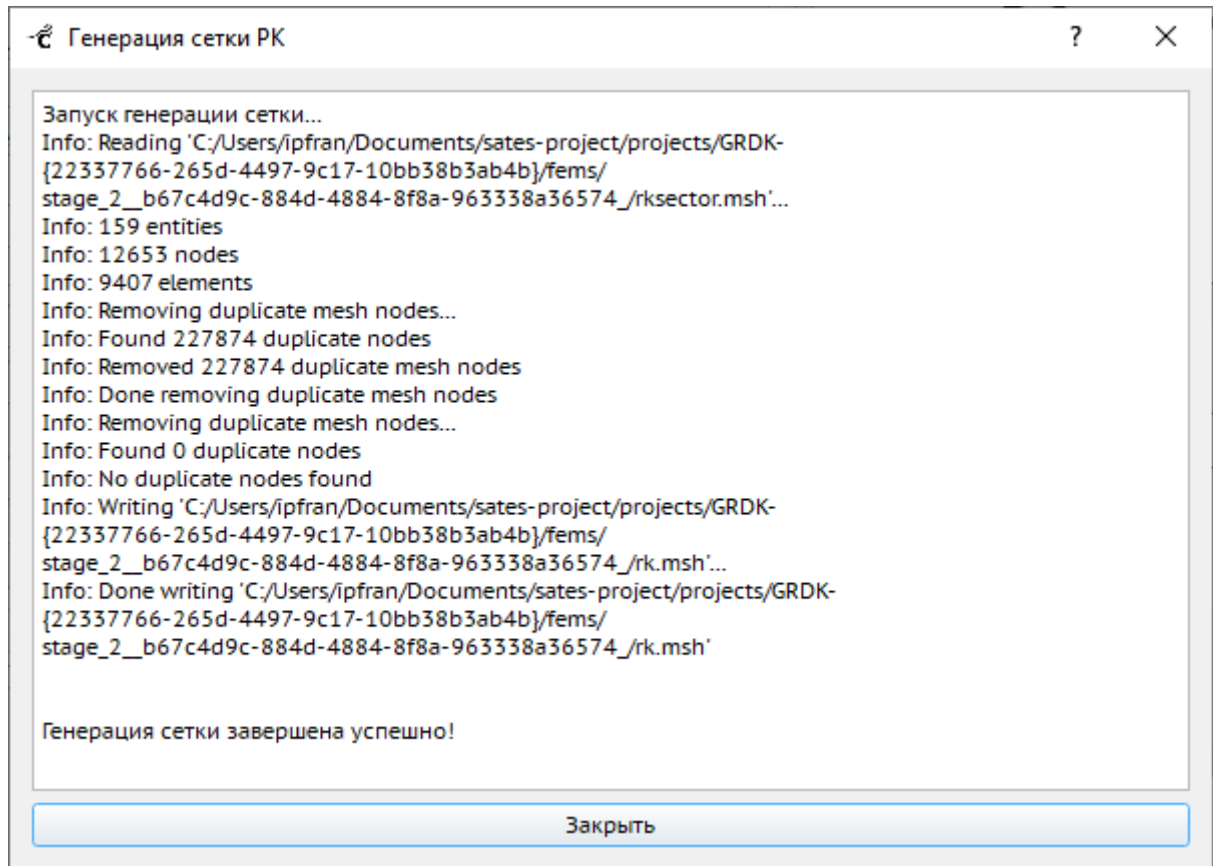 Генерация сетки РК
?
Запуск генерации сетки...
Info: Reading 'C:/Users/ipfran/Documents/sates-project/projects/GRDK-
{22337766-265d-4497-9c17-10bb38b3ab4b}/fems/
stage_2__b67c4d9c-884d-4884-8f8a-963338a36574_/rksector.msh'...
Info: 159 entities
Info: 12653 nodes
Info: 9407 elements
Info: Removing duplicate mesh nodes...
Info: Found 227874 duplicate nodes
Info: Removed 227874 duplicate mesh nodes
Info: Done removing duplicate mesh nodes
Info: Removing duplicate mesh nodes...
Info: Found 0 duplicate nodes
Info: No duplicate nodes found
Info: Writing 'C:/Users/ipfran/Documents/sates-project/projects/GRDK-
{22337766-265d-4497-9c17-10bb38b3ab4b}/fems/
stage_2__b67c4d9c-884d-4884-8f8a-963338a36574_/rk.msh'...
Info: Done writing 'C:/Users/ipfran/Documents/sates-project/projects/GRDK-
{22337766-265d-4497-9c17-10bb38b3ab4b}/fems/
stage_2__b67c4d9c-884d-4884-8f8a-963338a36574_/rk.msh'
Генерация сетки завершена успешно!
Закрыть